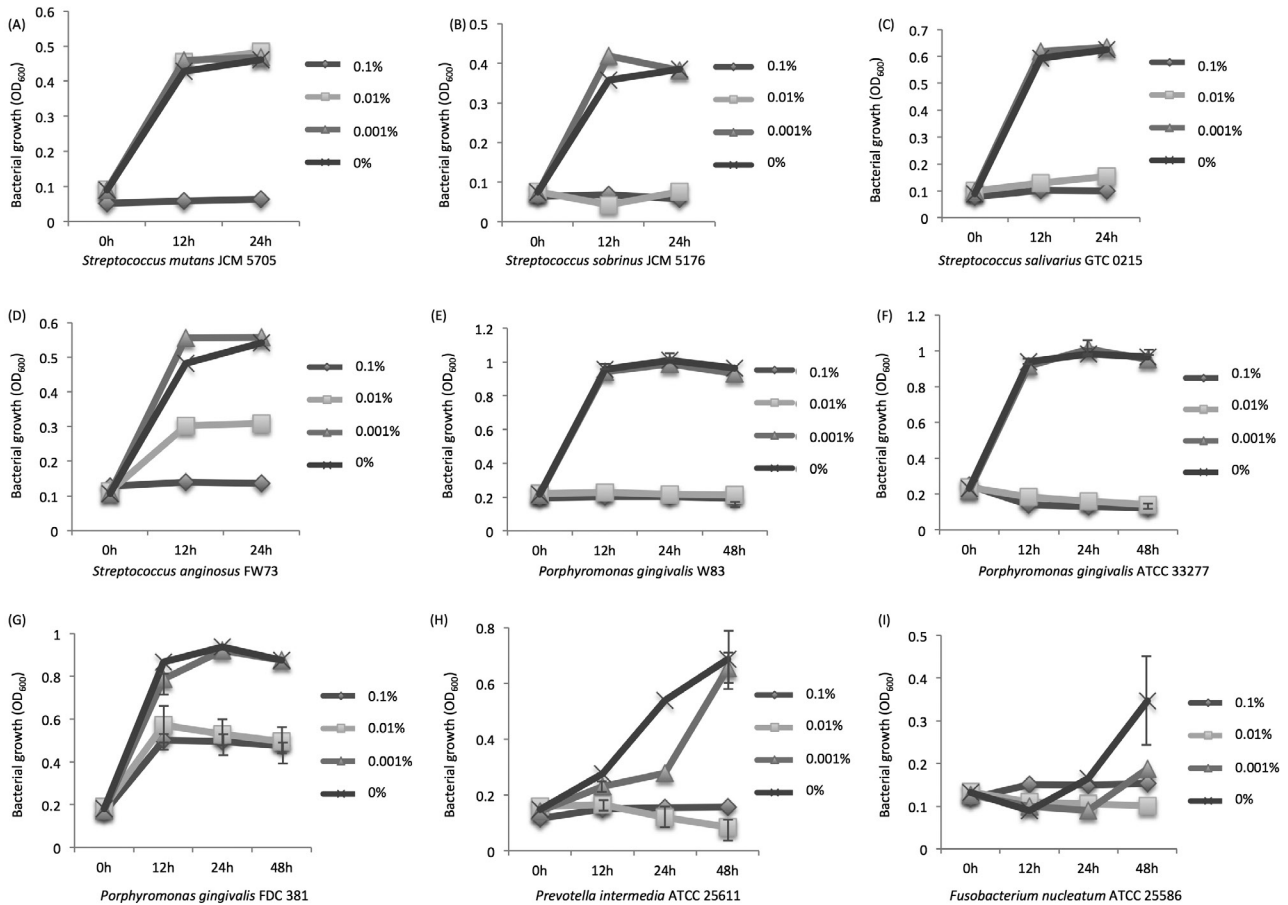 (A)
Bacterial growth (OD600)
0.6
0.5
0.4
0.3
0.2
0.1
0
0h 12h 24h
0.1%
0.01%
0.001%
0%
Streptococcus mutans JCM 5705
(B)
Bacterial growth (OD600)
0.5
0.4
0.3
0.2
0.1
0
0h 12h 24h
0.1%
0.01%
0.001%
0%
Streptococcus sobrinus JCM 5176
(C)
Bacterial growth (OD600)
0.7
0.6
0.5
0.4
0.3
0.2
0.1
0
0h 12h 24h
0.1%
0.01%
0.001%
0%
Streptococcus salivarius GTC 0215
(D)
Bacterial growth (OD600)
0.6
0.5
0.4
0.3
0.2
0.1
0
0h 12h 24h
0.1%
0.01%
0.001%
0%
Streptococcus anginosus FW73
(E)
Bacterial growth (OD600)
1.2
1
0.8
0.6
0.4
0.2
0
0h 12h 24h 48h
0.1%
0.01%
0.001%
0%
Porphyromonas gingivalis W83
(F)
Bacterial growth (OD600)
1.2
1
0.8
0.6
0.4
0.2
0
0h 12h 24h 48h
0.1%
0.01%
0.001%
0%
Porphyromonas gingivalis ATCC 33277
(G)
Bacterial growth (OD600)
1
0.8
0.6
0.4
0.2
0
0h 12h 24h 48h
0.1%
0.01%
0.001%
0%
Porphyromonas gingivalis FDC 381
(H)
Bacterial growth (OD600)
0.8
0.6
0.4
0.2
0
0h 12h 24h 48h
0.1%
0.01%
0.001%
0%
Prevotella intermedia ATCC 25611
(I)
Bacterial growth (OD600)
0.5
0.4
0.3
0.2
0.1
0
0h 12h 24h 48h
0.1%
0.01%
0.001%
0%
Fusobacterium nucleatum ATCC 25586